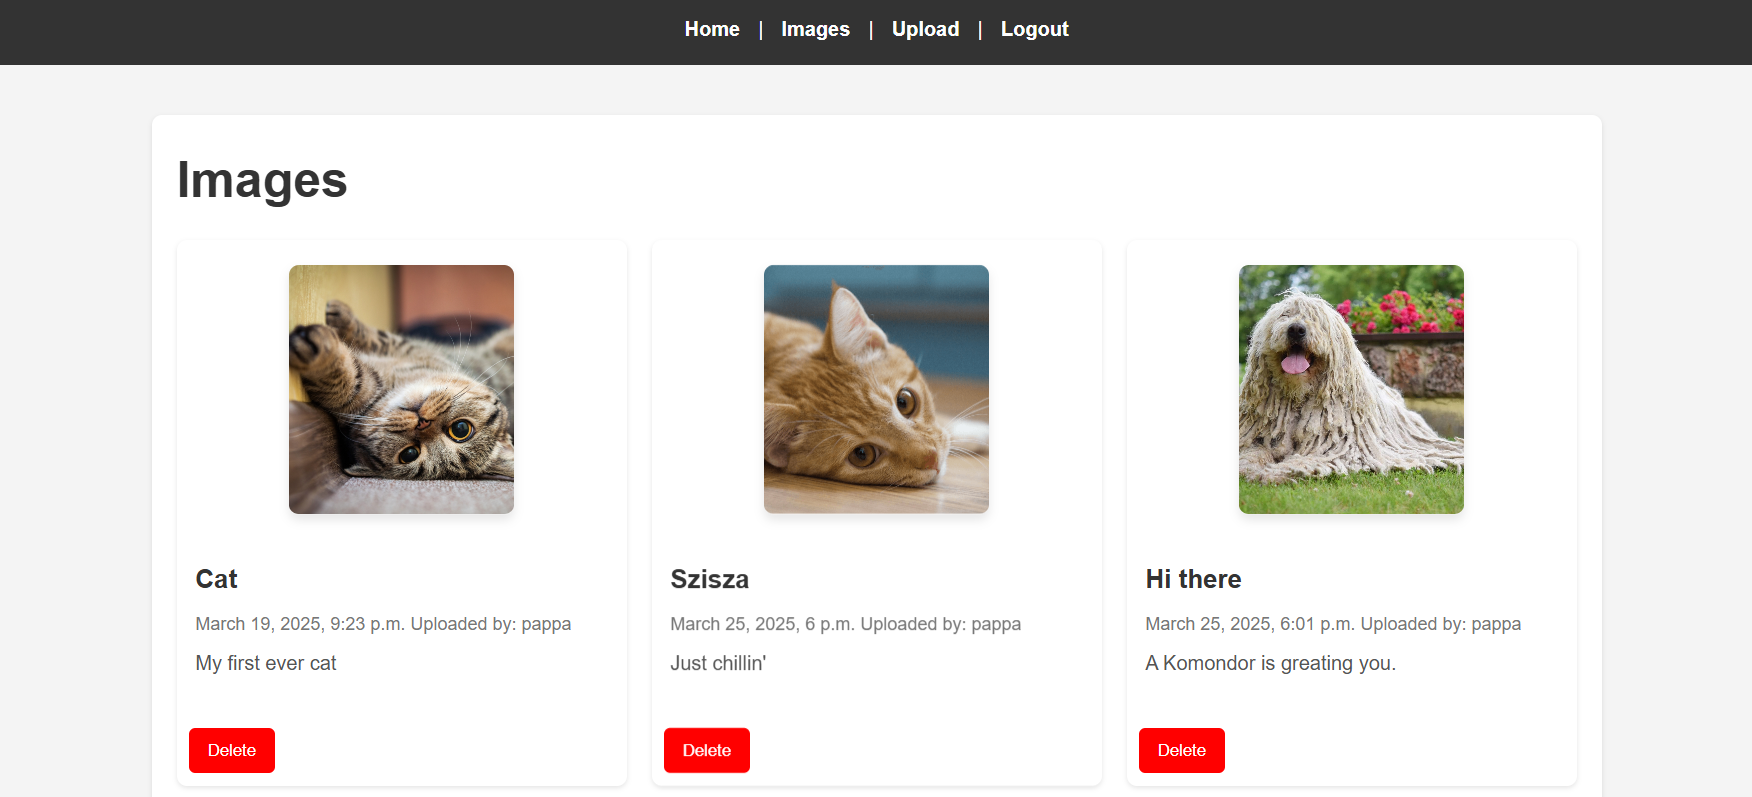 Home | Images | Upload | Logout
Images
Cat
March 19, 2025, 9:23 p.m. Uploaded by: pappa
My first ever cat
Delete
Szisza
March 25, 2025, 6 p.m. Uploaded by: pappa
Just chillin'
Delete
Hi there
March 25, 2025, 6:01 p.m. Uploaded by: pappa
A Komondor is greating you.
Delete